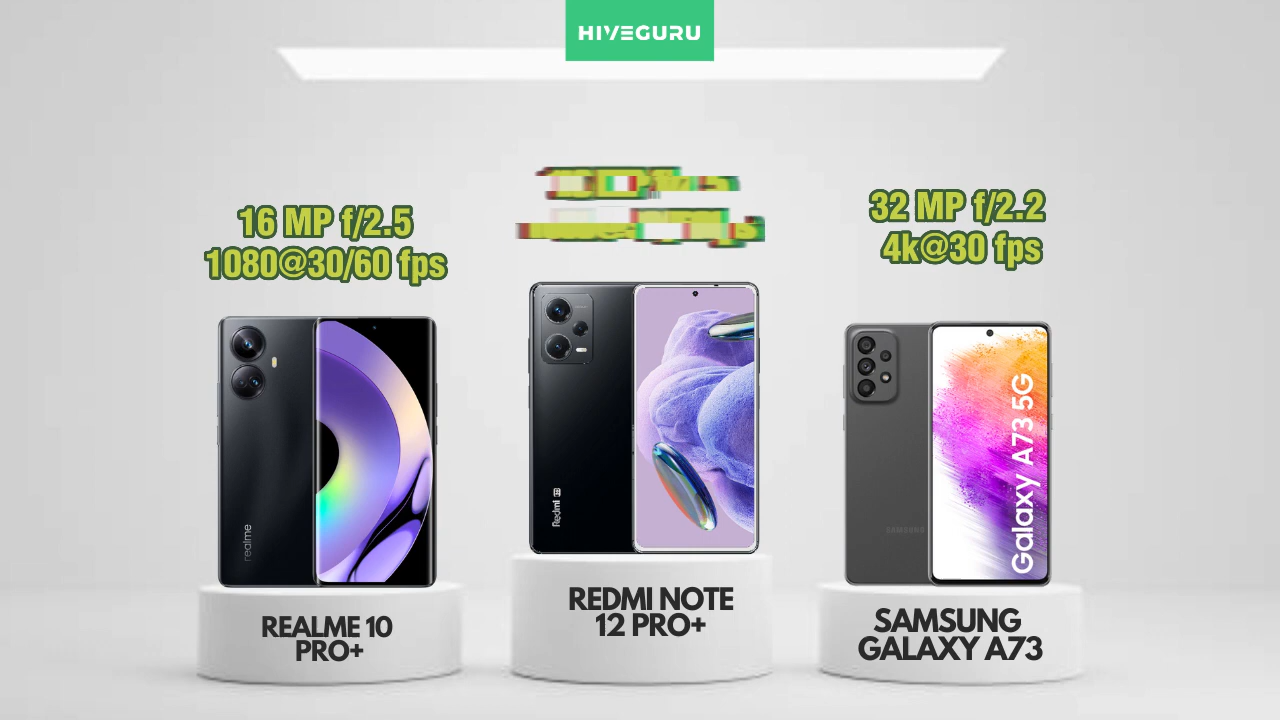 HIVEGURU
16 MP f/2.5
1080@30/60 fps
32 MP f/2.2
4k@30 fps
realme
Redmi
SAMSUNG
Galaxy A73 5G
REALME 10
PRO+
REDMI NOTE
12 PRO+
SAMSUNG
GALAXY A73